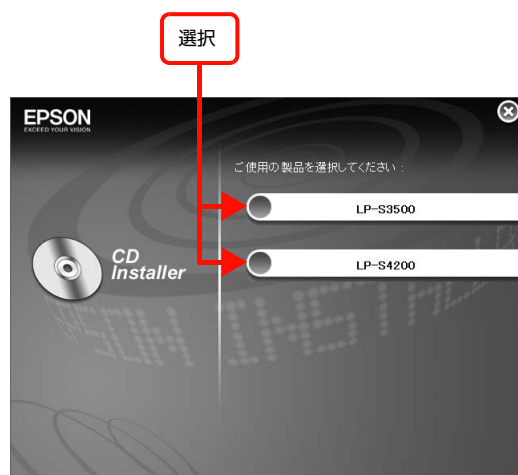 選択
EPSON
EXCEED YOUR VISION
ご使用の製品を選択してください：
LP-S3500
LP-S4200
CD
Installer